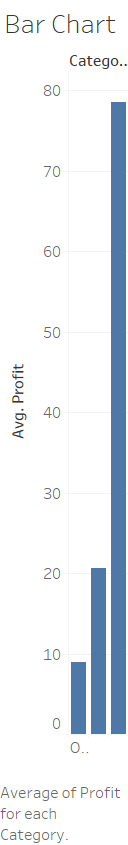 Bar Chart
Catego..
80
70
60
50
40
30
20
10
0
Avg. Profit
O..
Average of Profit
for each
Category.